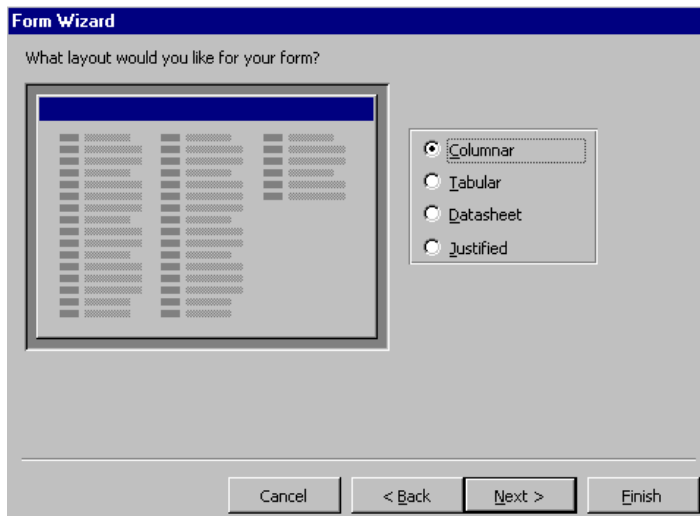 Form Wizard
What layout would you like for your form?
Columnar
Tabular
Datasheet
Justified
Cancel
< Back
Next >
Finish